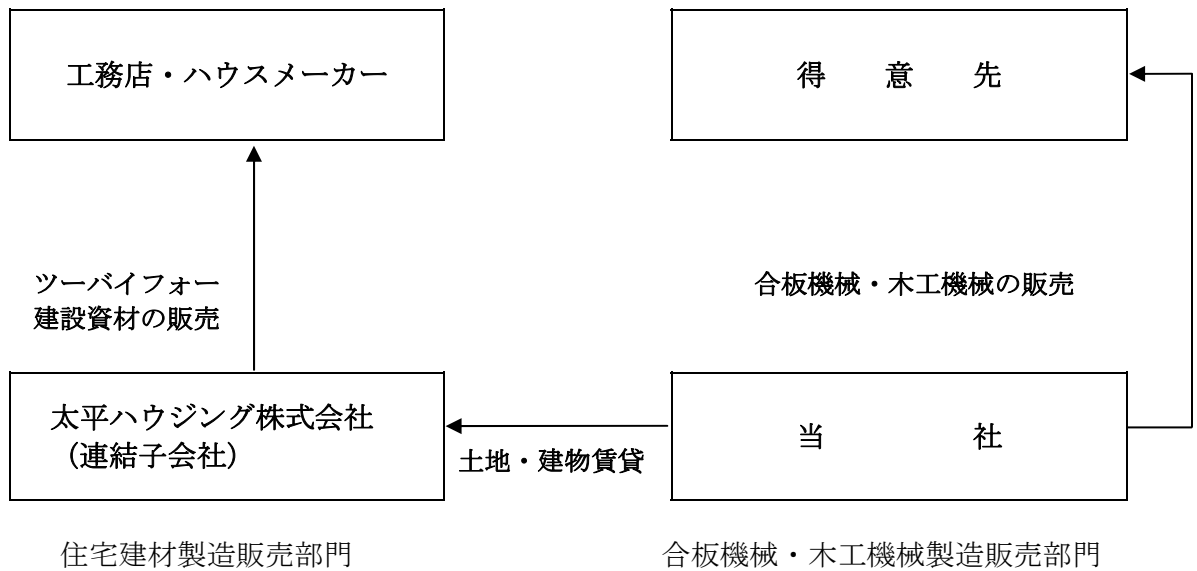 工務店・ハウスメーカー
得意先
ツーバイフォー
建設資材の販売
合板機械・木工機械の販売
太平ハウジング株式会社
(連結子会社)
土地・建物賃貸
当社
住宅建材製造販売部門
合板機械・木工機械製造販売部門